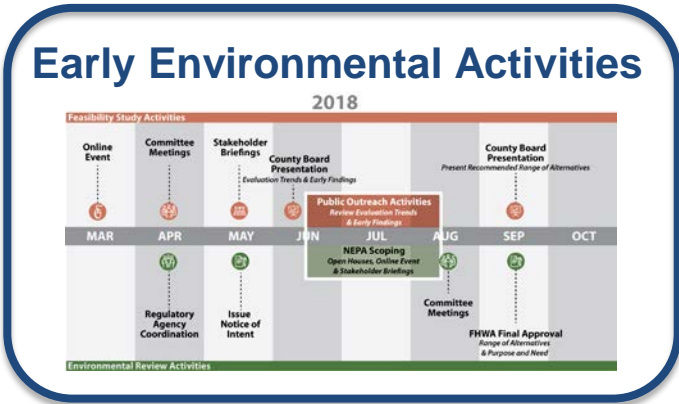 Early Environmental Activities
2018
Feasibility Study Activities
Online
Event
Committee
Meetings
Stakeholder
Briefings
County Board
Presentation
Evaluation Trends & Early Findings
County Board
Presentation
Present Recommended Range of Alternatives
Public Outreach Activities
Review Evaluation Trends
& Early Findings
MAR APR MAY JUN JUL AUG SEP OCT
NEPA Scoping
Open Houses, Online Event
& Stakeholder Briefings
Regulatory
Agency
Coordination
Issue
Notice of
Intent
Committee
Meetings
FHWA Final Approval
Range of Alternatives
& Purpose and Need
Environmental Review Activities